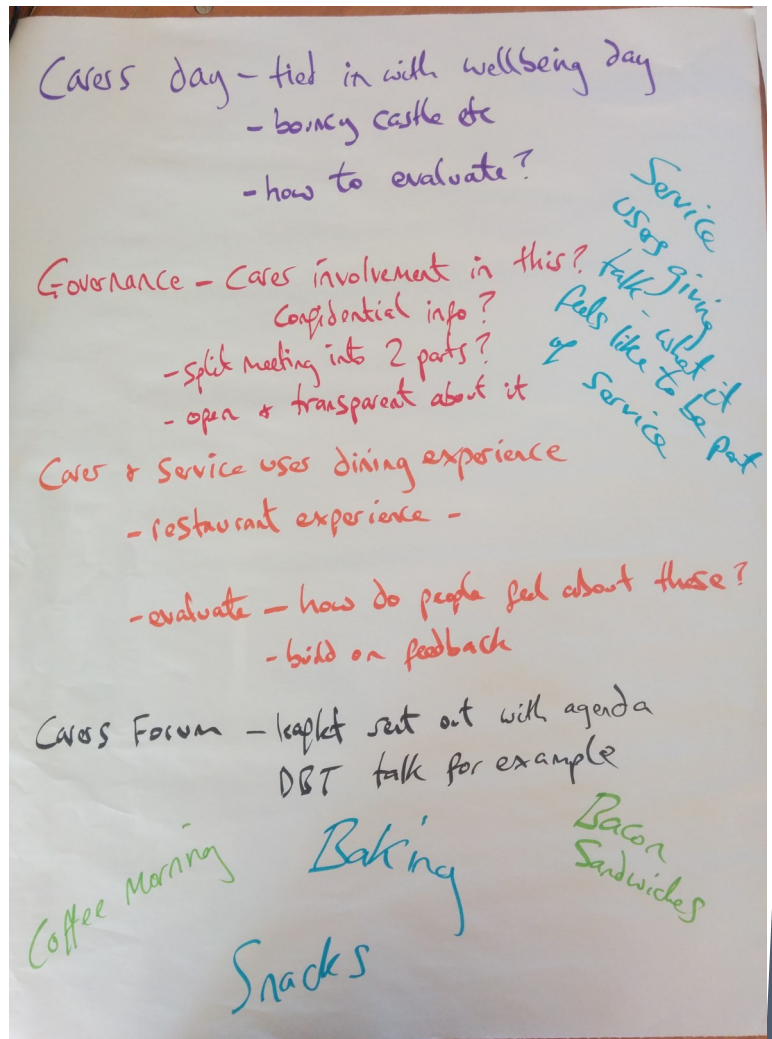 Carers day - tied in with wellbeing day
- bouncy castle etc
- how to evaluate?
Service
users giving
talk - what it
feels like to be part
of service
Governance - Carers involvement in this?
Confidential info?
- split meeting into 2 parts?
- open & transparent about it
Carer & Service users dining experience
- restaurant experience -
- evaluate - how do people feel about these?
- build on feedback
Carers Forum - leaflet sent out with agenda
DBT talk for example
Coffee Morning
Baking
Bacon
Sandwiches
Snacks